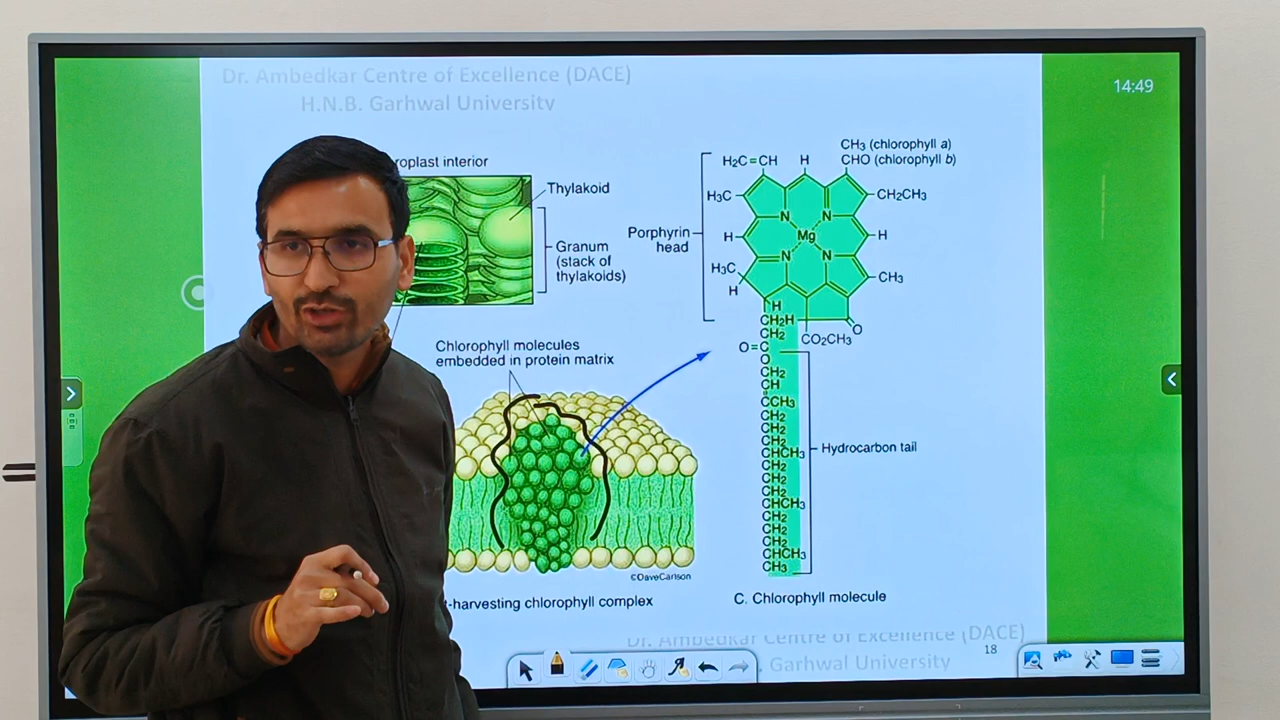 Dr. Ambedkar Centre of Excellence (DACE)
H.N.B. Garhwal University
14:49
roplast interior
Thylakoid
Granum
(stack of
thylakoids)
Chlorophyll molecules
embedded in protein matrix
©DaveCarlson
t-harvesting chlorophyll complex
CH3 (chlorophyll a)
CHO (chlorophyll b)
H2C=CH
H
H3C
CH2CH3
N
N
Porphyrin
head
H
Mg
H
H3C
N
N
CH3
H
H
CH2H
CH2
O
CO2CH3
O=C
O
CH2
CH
CCH3
CH2
CH2
CH2
CHCH3
Hydrocarbon tail
CH2
CH2
CH2
CHCH3
CH2
CH2
CH2
CHCH3
CH3
C. Chlorophyll molecule
Dr. Ambedkar Centre of Excellence (DACE)
. Garhwal University
18